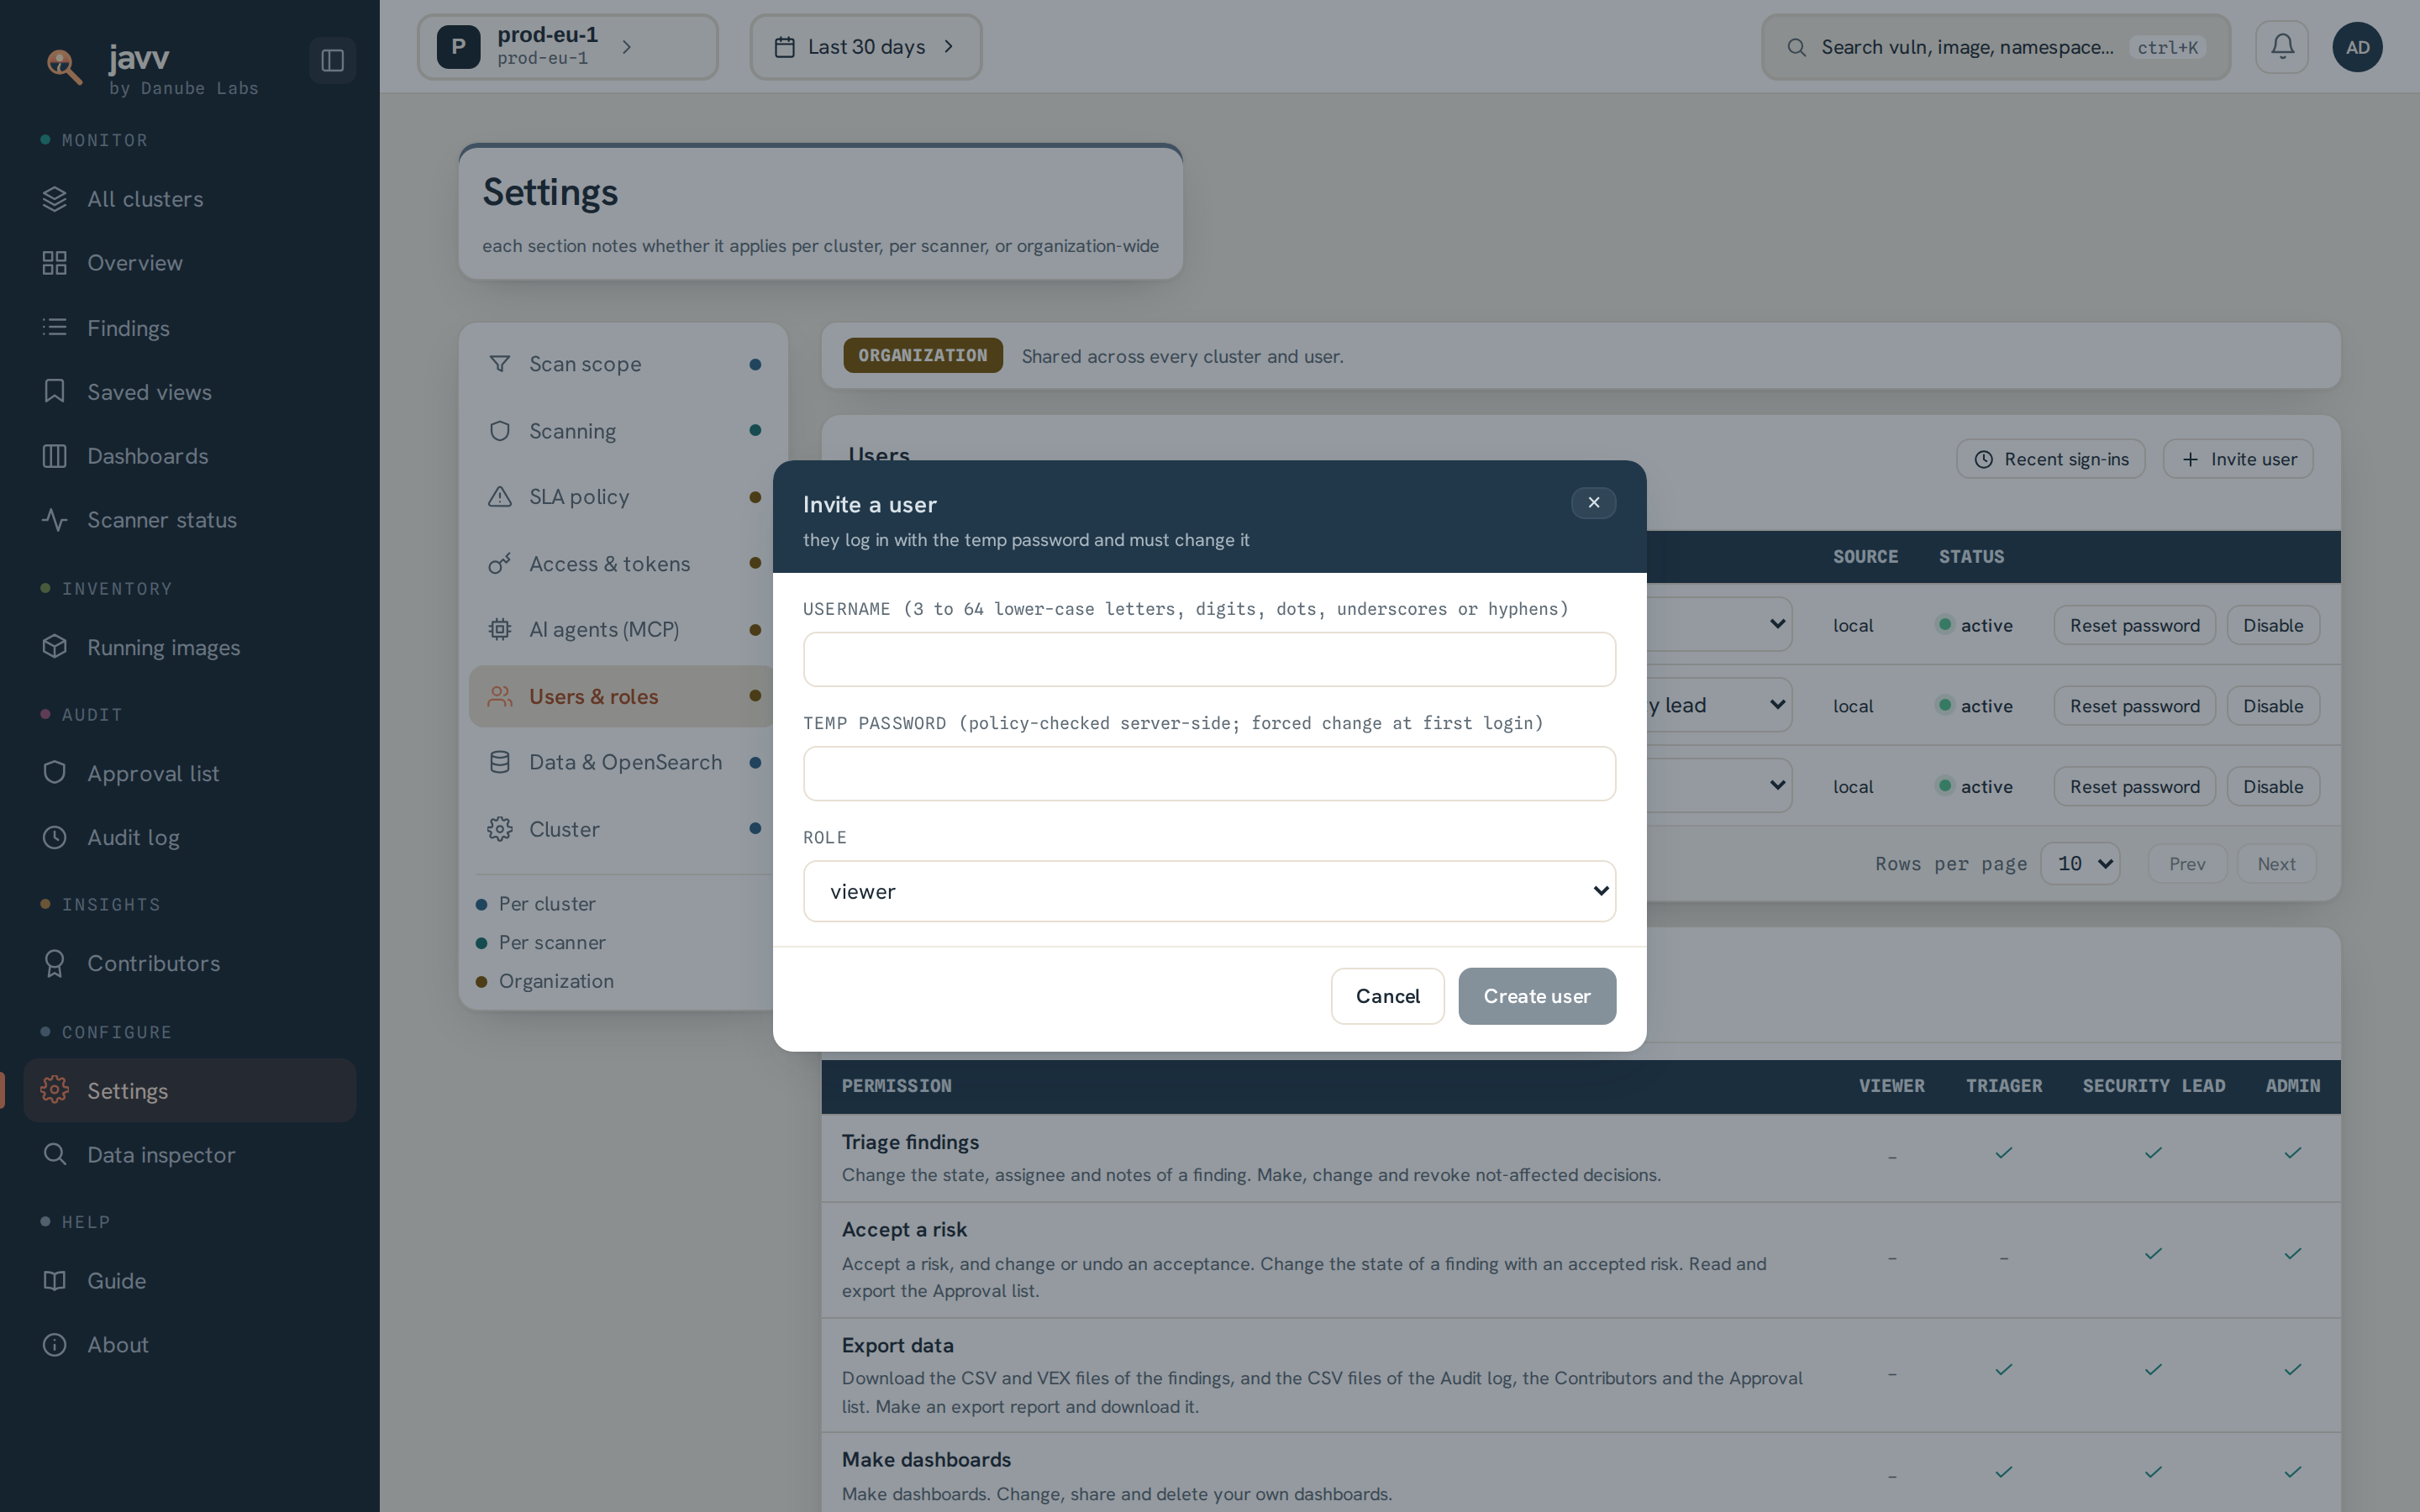 javv
by Danube Labs
MONITOR
All clusters
Overview
Findings
Saved views
Dashboards
Scanner status
INVENTORY
Running images
AUDIT
Approval list
Audit log
INSIGHTS
Contributors
CONFIGURE
Settings
Data inspector
HELP
Guide
About
P
prod-eu-1
prod-eu-1
Last 30 days
Search vuln, image, namespace...
ctrl+K
AD
Settings
each section notes whether it applies per cluster, per scanner, or organization-wide
Scan scope
Scanning
SLA policy
Access & tokens
AI agents (MCP)
Users & roles
Data & OpenSearch
Cluster
Per cluster
Per scanner
Organization
ORGANIZATION Shared across every cluster and user.
Users
Recent sign-ins
Invite user
SOURCE STATUS
local active Reset password Disable
y lead local active Reset password Disable
local active Reset password Disable
Rows per page 10 Prev Next
Invite a user
they log in with the temp password and must change it
USERNAME (3 to 64 lower-case letters, digits, dots, underscores or hyphens)
TEMP PASSWORD (policy-checked server-side; forced change at first login)
ROLE
viewer
Cancel Create user
PERMISSION VIEWER TRIAGER SECURITY LEAD ADMIN
Triage findings
Change the state, assignee and notes of a finding. Make, change and revoke not-affected decisions.
–
Accept a risk
Accept a risk, and change or undo an acceptance. Change the state of a finding with an accepted risk. Read and
export the Approval list.
– –
Export data
Download the CSV and VEX files of the findings, and the CSV files of the Audit log, the Contributors and the Approval
list. Make an export report and download it.
–
Make dashboards
Make dashboards. Change, share and delete your own dashboards.
–